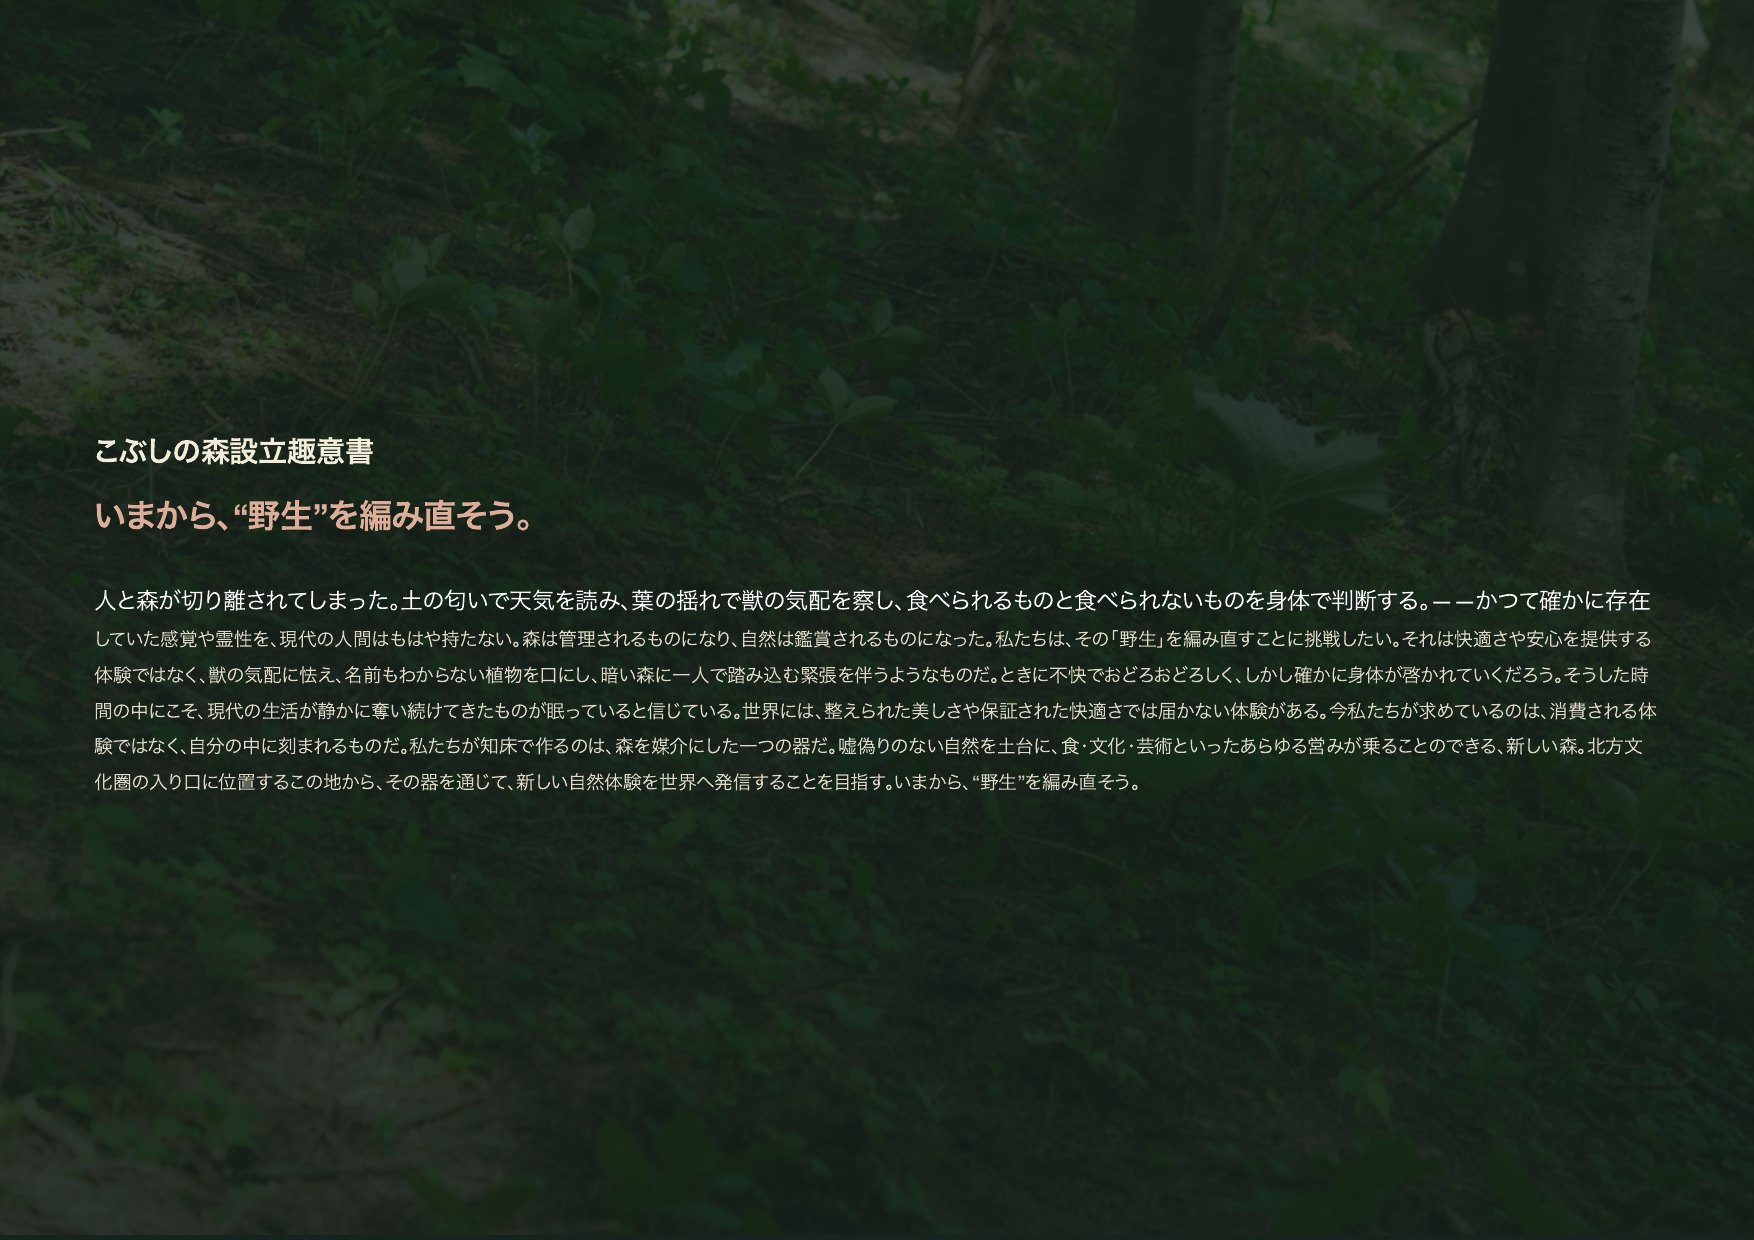 こぶしの森設立趣意書
いまから、“野生”を編み直そう。
人と森が切り離されてしまった。土の匂いで天気を読み、葉の揺れで獣の気配を察し、食べられるものと食べられないものを身体で判断する。——かつて確かに存在
していた感覚や霊性を、現代の人間はもはや持たない。森は管理されるものになり、自然は鑑賞されるものになった。私たちは、その「野生」を編み直すことに挑戦したい。それは快適さや安心を提供する
体験ではなく、獣の気配に怯え、名前もわからない植物を口にし、暗い森に一人で踏み込む緊張を伴うようなものだ。ときに不快でおどろおどろしく、しかし確かに身体が啓かれていくだろう。そうした時
間の中にこそ、現代の生活が静かに奪い続けてきたものが眠っていると信じている。世界には、整えられた美しさや保証された快適さでは届かない体験がある。今私たちが求めているのは、消費される体
験ではなく、自分の中に刻まれるものだ。私たちが知床で作るのは、森を媒介にした一つの器だ。嘘偽りのない自然を土台に、食・文化・芸術といったあらゆる営みが乗ることのできる、新しい森。北方文
化圏の入り口に位置するこの地から、その器を通じて、新しい自然体験を世界へ発信することを目指す。いまから、“野生”を編み直そう。